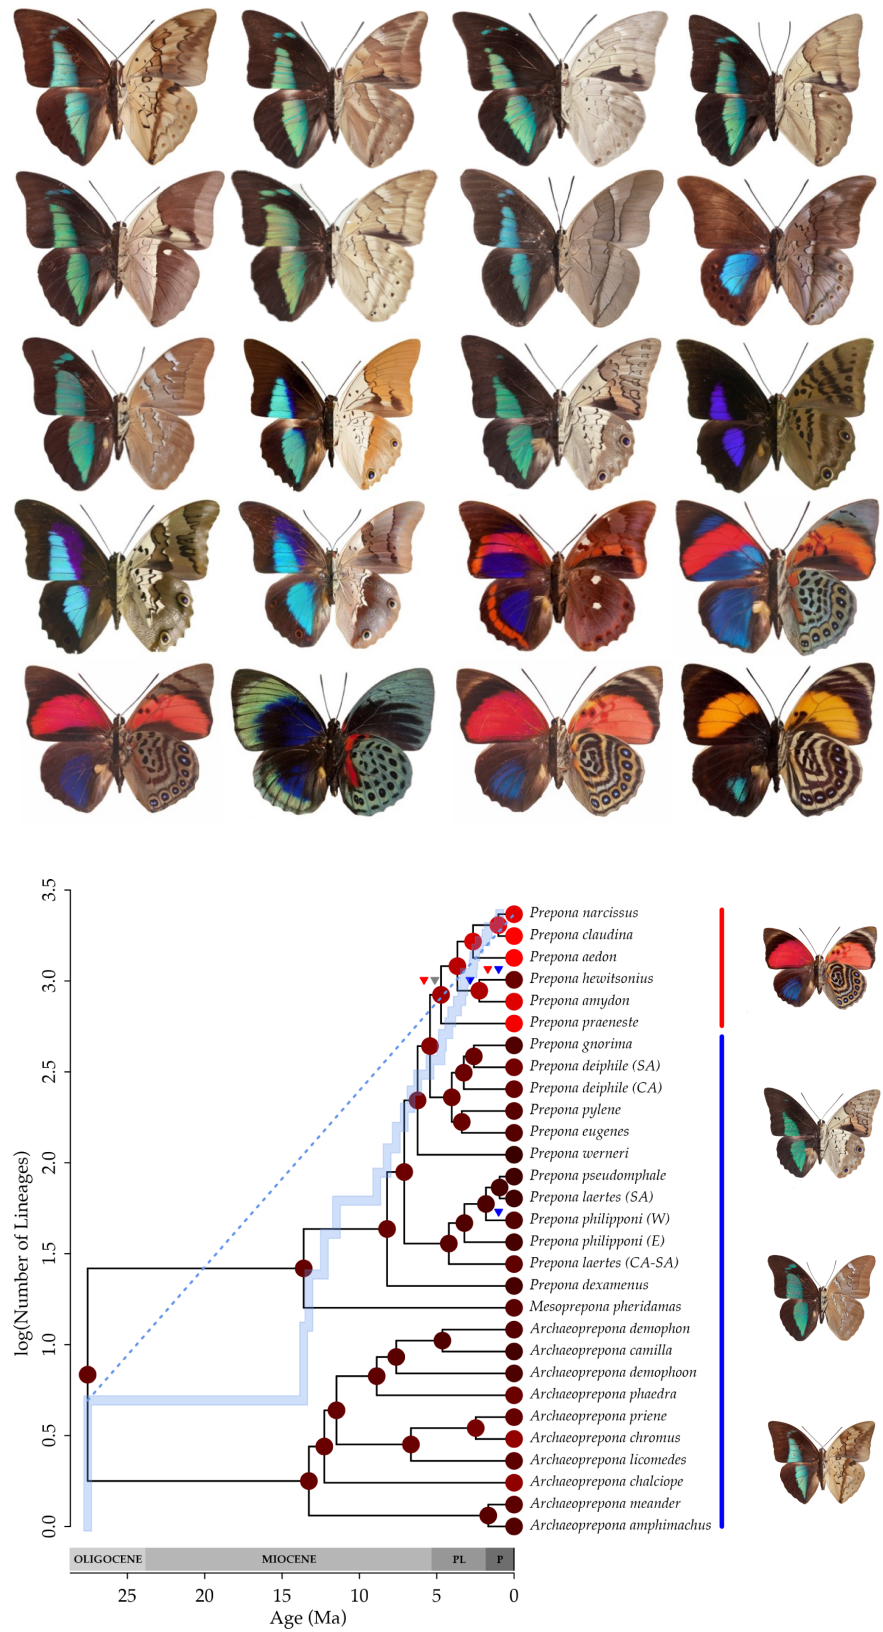 3.5
3.0
2.5
2.0
1.5
1.0
0.5
0.0
log(Number of Lineages)
Prepona narcissus
Prepona claudina
Prepona aedon
Prepona hewitsonius
Prepona amydon
Prepona praeneste
Prepona gnorima
Prepona deiphile (SA)
Prepona deiphile (CA)
Prepona pylene
Prepona eugenes
Prepona werneri
Prepona pseudomphale
Prepona laertes (SA)
Prepona philipponi (W)
Prepona philipponi (E)
Prepona laertes (CA-SA)
Prepona dexamenus
Mesoprepona pheridamas
Archaeoprepona demophon
Archaeoprepona camilla
Archaeoprepona demophoon
Archaeoprepona phaedra
Archaeoprepona priene
Archaeoprepona chromus
Archaeoprepona licomedes
Archaeoprepona chalciope
Archaeoprepona meander
Archaeoprepona amphimachus
OLIGOCENE MIOCENE PL P
25 20 15 10 5 0
Age (Ma)